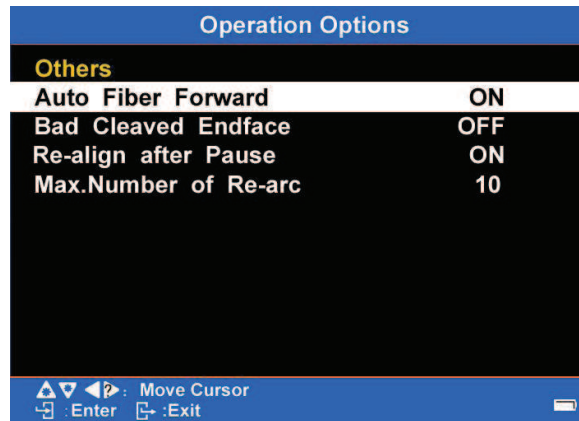 Operation Options
Others
Auto Fiber Forward ON
Bad Cleaved Endface OFF
Re-align after Pause ON
Max.Number of Re-arc 10
?: Move Cursor
:Enter :Exit